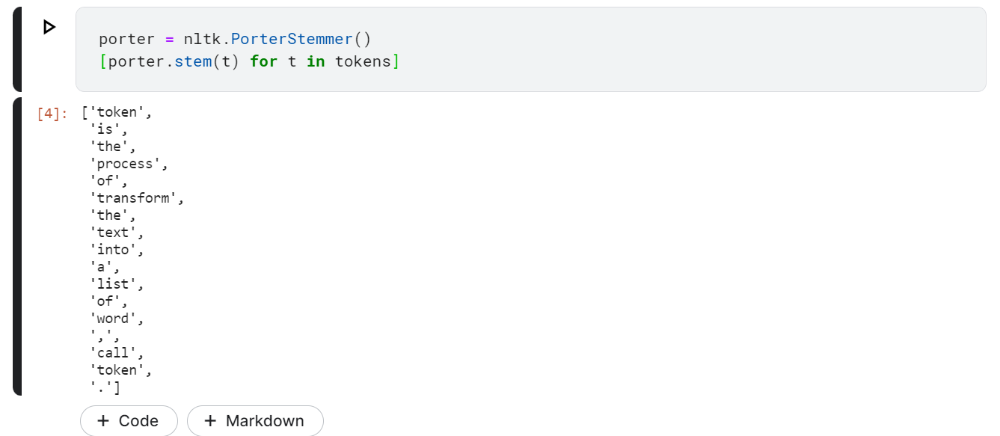 porter = nltk.PorterStemmer()
[porter.stem(t) for t in tokens]
[4]: ['token',
'is',
'the',
'process',
'of',
'transform',
'the',
'text',
'into',
'a',
'list',
'of',
'word',
',',
'call',
'token',
'.']
+ Code + Markdown